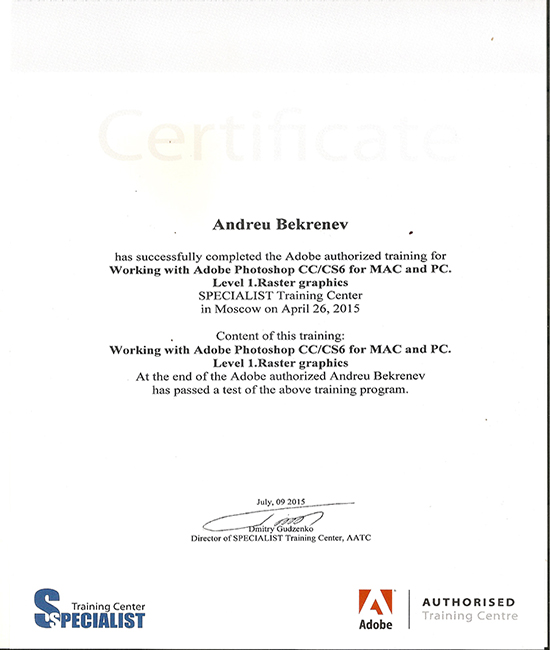 Certificate
Andreu Bekrenev
has successfully completed the Adobe authorized training for
Working with Adobe Photoshop CC/CS6 for MAC and PC.
Level 1.Raster graphics
SPECIALIST Training Center
in Moscow on April 26, 2015
Content of this training:
Working with Adobe Photoshop CC/CS6 for MAC and PC.
Level 1.Raster graphics
At the end of the Adobe authorized Andreu Bekrenev
has passed a test of the above training program.
July, 09 2015
Dmitry Gudzenko
Director of SPECIALIST Training Center, AATC
Training Center
SPECIALIST
Adobe
AUTHORISED
Training Centre